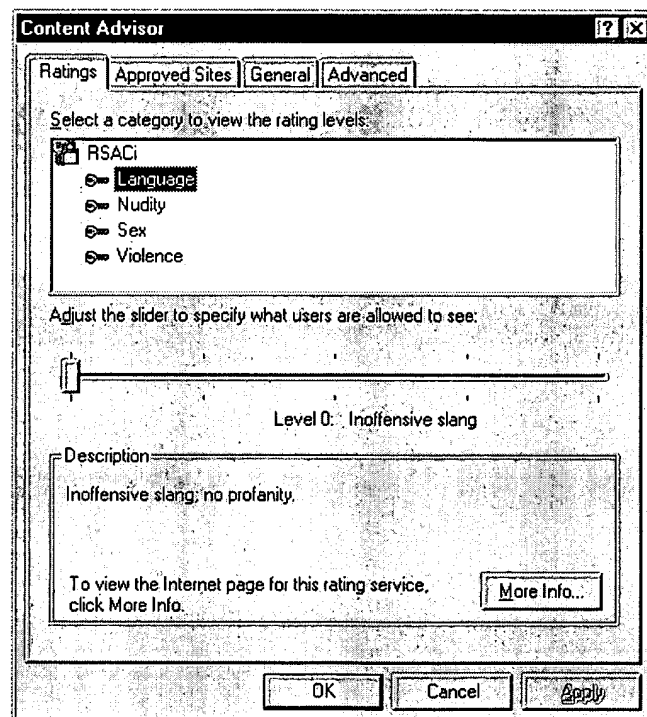 Content Advisor ? X
Ratings Approved Sites General Advanced
Select a category to view the rating levels:
RSACi
Language
Nudity
Sex
Violence
Adjust the slider to specify what users are allowed to see:
Level 0: Inoffensive slang
Description
Inoffensive slang; no profanity.
To view the Internet page for this rating service,
click More Info.
More Info...
OK Cancel Apply